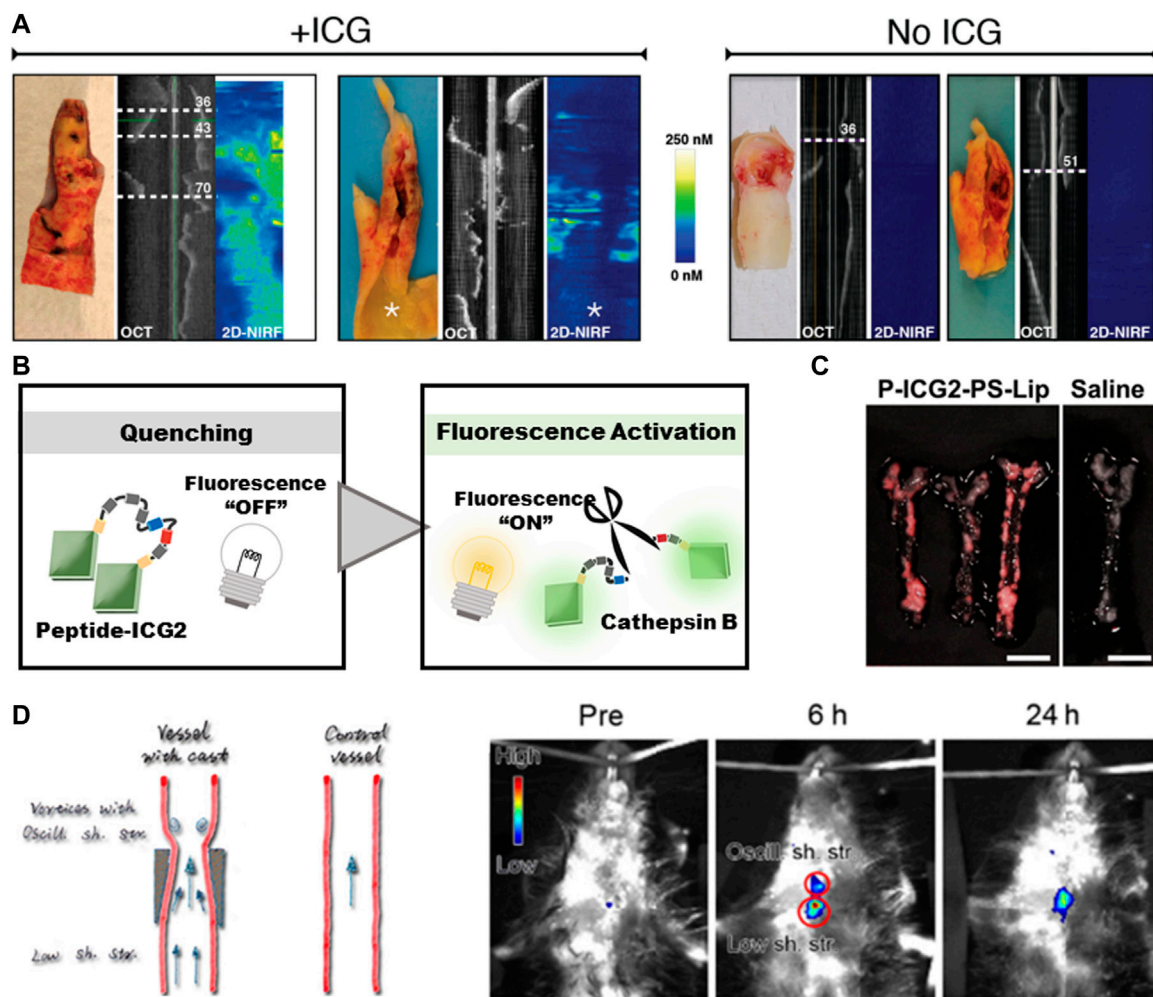 A
+ICG
No ICG
36
43
70
OCT
2D-NIRF
*
OCT
*
2D-NIRF
250 nM
0 nM
36
OCT
2D-NIRF
51
OCT
2D-NIRF
B
Quenching
Fluorescence
“OFF”
Peptide-ICG2
Fluorescence Activation
Fluorescence
“ON”
Cathepsin B
C
P-ICG2-PS-Lip
Saline
D
Vessel
with cast
Control
vessel
Vorticес with
Oscill. sh. str.
Low sh. str.
Pre
6 h
24 h
High
Low
Oscill. sh. str
Low sh. str.